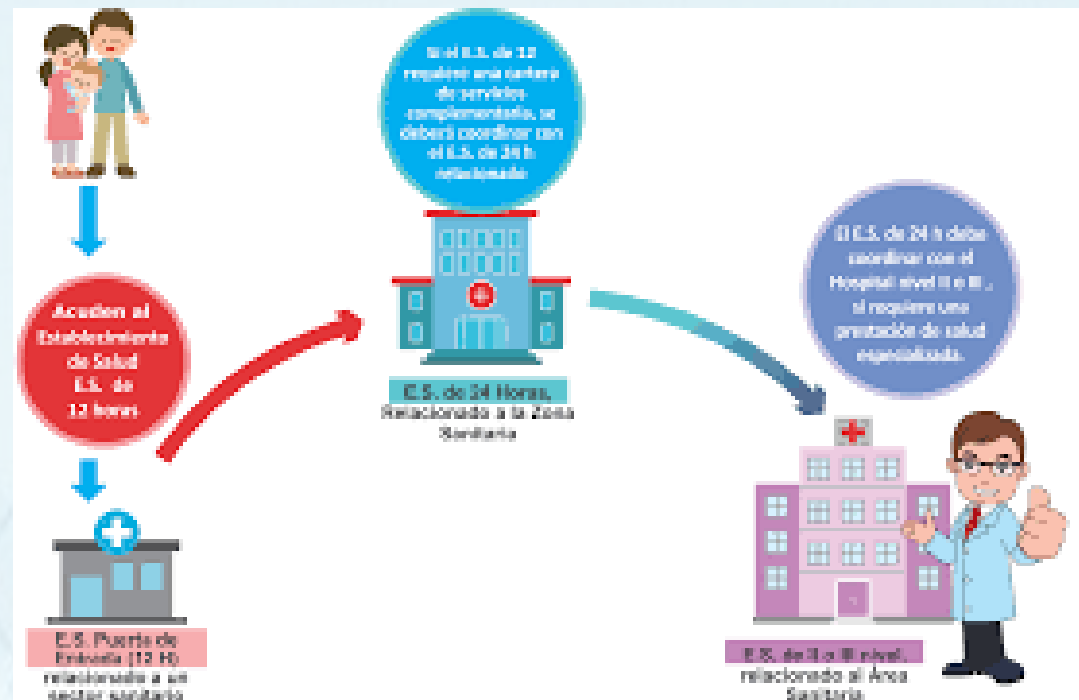 Acuden al
Establecimiento
de Salud
E.S. de
12 horas
E.S. Puerta de
Entrada (12 H)
relacionado a un
sector sanitario
Si el E.S. de 12
requiere una cartera
de servicios
complementaria, se
deberá coordinar con
el E.S. de 24 h
relacionado
E.S. de 24 Horas,
Relacionado a la Zona
Sanitaria
El E.S. de 24 h debe
coordinar con el
Hospital nivel II o III ,
si requiere una
prestación de salud
especializada.
E.S. de II o III nivel,
relacionado al Área
Sanitaria